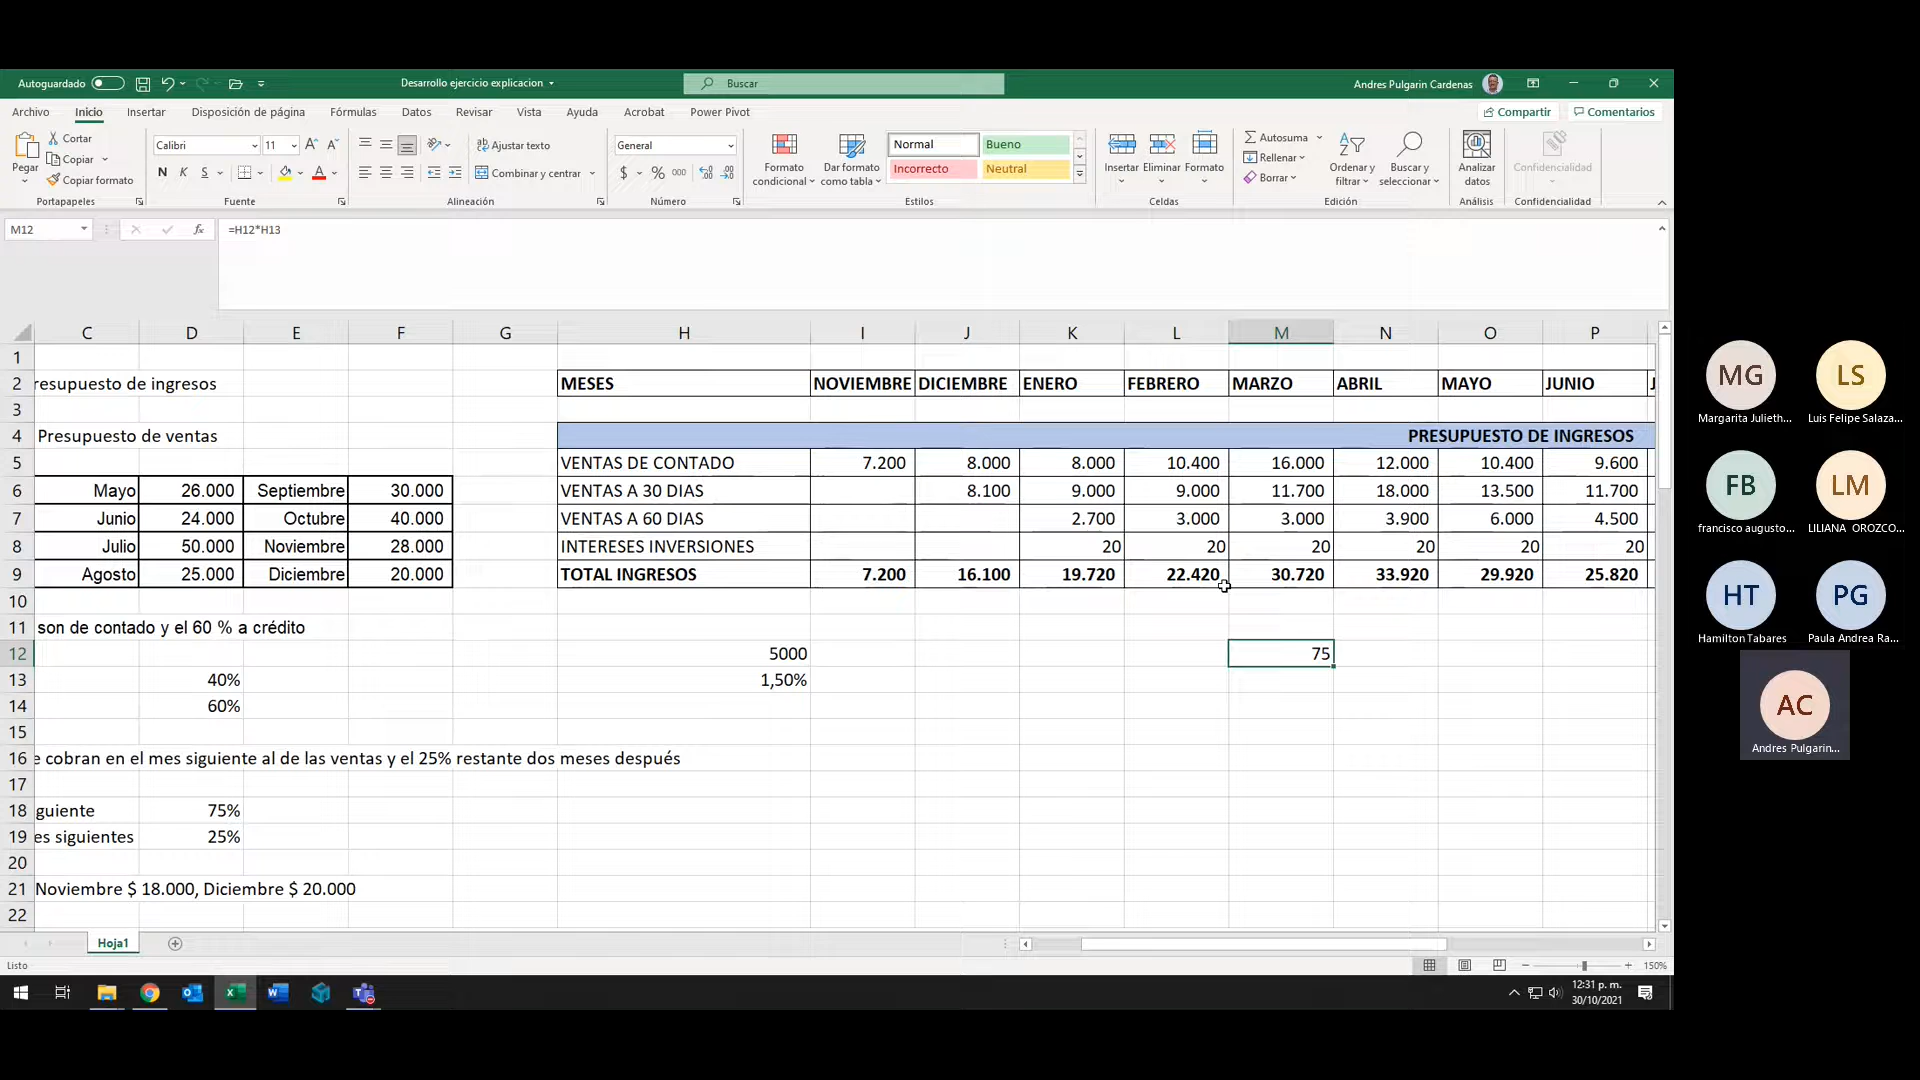 Autoguardado Desarrollo ejercicio explicacion Buscar Andres Pulgarin Cardenas
Archivo Inicio Insertar Disposición de página Fórmulas Datos Revisar Vista Ayuda Acrobat Power Pivot Compartir Comentarios
Pegar Cortar Copiar Copiar formato Portapapeles
Calibri 11 N K S Fuente
Ajustar texto Combinar y centrar Alineación
General $ % 000 Número
Formato condicional Dar formato como tabla Normal Bueno Incorrecto Neutral Estilos
Insertar Eliminar Formato Celdas
Autosuma Rellenar Borrar Ordenar y filtrar Buscar y seleccionar Edición
Analizar datos Análisis
Confidencialidad Confidencialidad
M12 fx =H12*H13
C D E F G H I J K L M N O P
1
2 resupuesto de ingresos MESES NOVIEMBRE DICIEMBRE ENERO FEBRERO MARZO ABRIL MAYO JUNIO J
3
4 Presupuesto de ventas PRESUPUESTO DE INGRESOS
5 VENTAS DE CONTADO 7.200 8.000 8.000 10.400 16.000 12.000 10.400 9.600
6 Mayo 26.000 Septiembre 30.000 VENTAS A 30 DIAS 8.100 9.000 9.000 11.700 18.000 13.500 11.700
7 Junio 24.000 Octubre 40.000 VENTAS A 60 DIAS 2.700 3.000 3.000 3.900 6.000 4.500
8 Julio 50.000 Noviembre 28.000 INTERESES INVERSIONES 20 20 20 20 20 20
9 Agosto 25.000 Diciembre 20.000 TOTAL INGRESOS 7.200 16.100 19.720 22.420 30.720 33.920 29.920 25.820
10
11 son de contado y el 60 % a crédito
12 5000 75
13 40% 1,50%
14 60%
15
16 e cobran en el mes siguiente al de las ventas y el 25% restante dos meses después
17
18 guiente 75%
19 es siguientes 25%
20
21 Noviembre $ 18.000, Diciembre $ 20.000
22
Hoja1
Listo 150%
12:31 p. m.
30/10/2021
MG LS
Margarita Julieth... Luis Felipe Salaza...
FB LM
francisco augusto... LILIANA OROZCO...
HT PG
Hamilton Tabares Paula Andrea Ra...
AC
Andres Pulgarin...